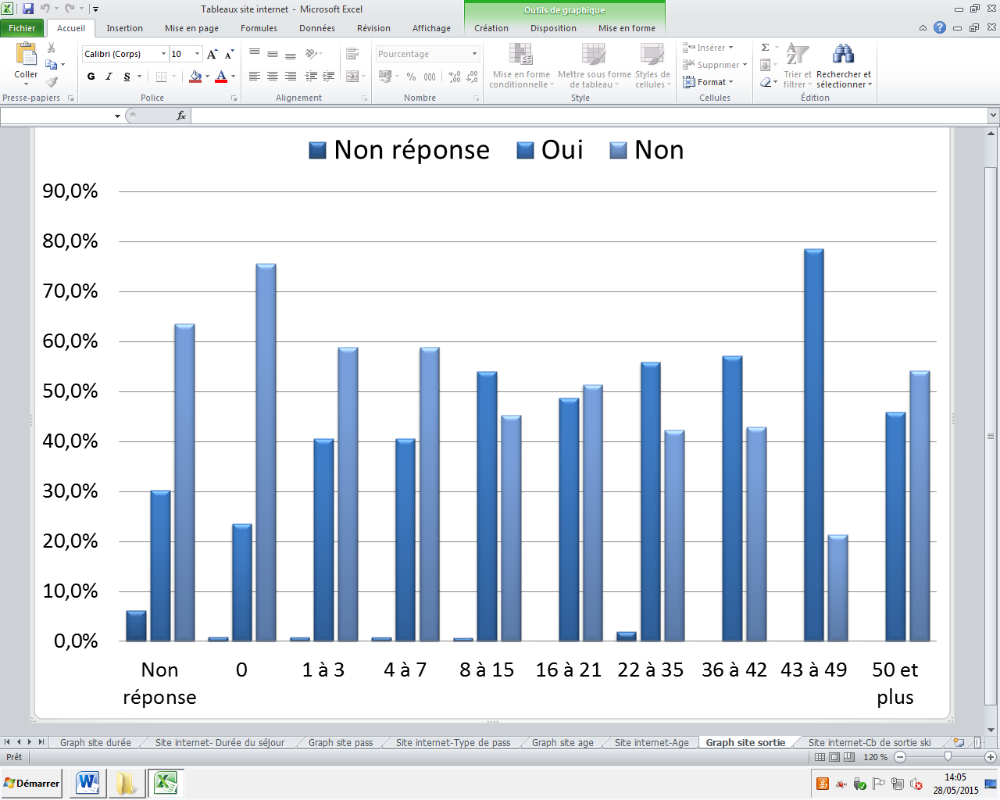 Tableaux site internet - Microsoft Excel
Outils de graphique
Fichier Accueil Insertion Mise en page Formules Données Révision Affichage Création Disposition Mise en forme
Coller
Presse-papiers
Calibri (Corps) 10
G I S
Police
Alignement
Pourcentage
% 000
Nombre
Mise en forme conditionnelle
Mettre sous forme de tableau
Styles de cellules
Style
Insérer
Supprimer
Format
Cellules
Trier et filtrer
Rechercher et sélectionner
Édition
fx
Non réponse Oui Non
90,0%
80,0%
70,0%
60,0%
50,0%
40,0%
30,0%
20,0%
10,0%
0,0%
Non réponse 0 1 à 3 4 à 7 8 à 15 16 à 21 22 à 35 36 à 42 43 à 49 50 et plus
Graph site durée Site internet- Durée du séjour Graph site pass Site internet-Type de pass Graph site age Site internet-Age Graph site sortie Site internet-Cb de sortie ski
Prêt 120 %
Démarrer
14:05
28/05/2015